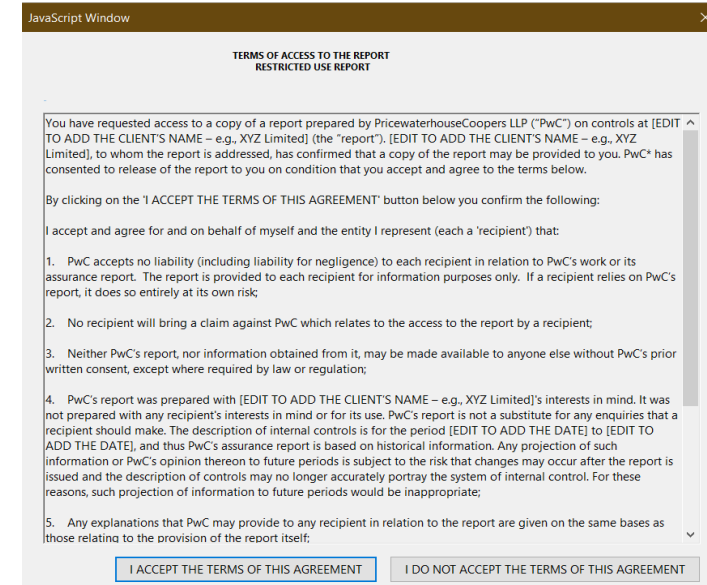 JavaScript Window
TERMS OF ACCESS TO THE REPORT
RESTRICTED USE REPORT
You have requested access to a copy of a report prepared by PricewaterhouseCoopers LLP (“PwC”) on controls at [EDIT
TO ADD THE CLIENT’S NAME – e.g., XYZ Limited] (the “report”). [EDIT TO ADD THE CLIENT’S NAME – e.g., XYZ
Limited], to whom the report is addressed, has confirmed that a copy of the report may be provided to you. PwC* has
consented to release of the report to you on condition that you accept and agree to the terms below.
By clicking on the 'I ACCEPT THE TERMS OF THIS AGREEMENT' button below you confirm the following:
I accept and agree for and on behalf of myself and the entity I represent (each a 'recipient') that:
1. PwC accepts no liability (including liability for negligence) to each recipient in relation to PwC’s work or its
assurance report. The report is provided to each recipient for information purposes only. If a recipient relies on PwC’s
report, it does so entirely at its own risk;
2. No recipient will bring a claim against PwC which relates to the access to the report by a recipient;
3. Neither PwC’s report, nor information obtained from it, may be made available to anyone else without PwC’s prior
written consent, except where required by law or regulation;
4. PwC’s report was prepared with [EDIT TO ADD THE CLIENT’S NAME – e.g., XYZ Limited]’s interests in mind. It was
not prepared with any recipient’s interests in mind or for its use. PwC’s report is not a substitute for any enquiries that a
recipient should make. The description of internal controls is for the period [EDIT TO ADD THE DATE] to [EDIT TO
ADD THE DATE], and thus PwC’s assurance report is based on historical information. Any projection of such
information or PwC’s opinion thereon to future periods is subject to the risk that changes may occur after the report is
issued and the description of controls may no longer accurately portray the system of internal control. For these
reasons, such projection of information to future periods would be inappropriate;
5. Any explanations that PwC may provide to any recipient in relation to the report are given on the same bases as
those relating to the provision of the report itself;
I ACCEPT THE TERMS OF THIS AGREEMENT
I DO NOT ACCEPT THE TERMS OF THIS AGREEMENT